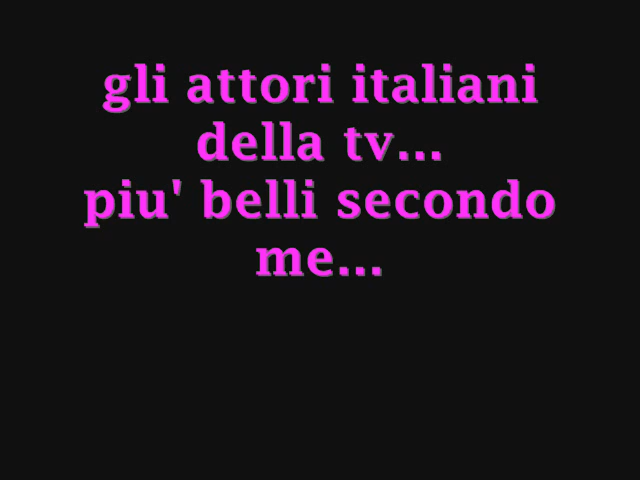 gli attori italiani
della tv...
piu' belli secondo
me...